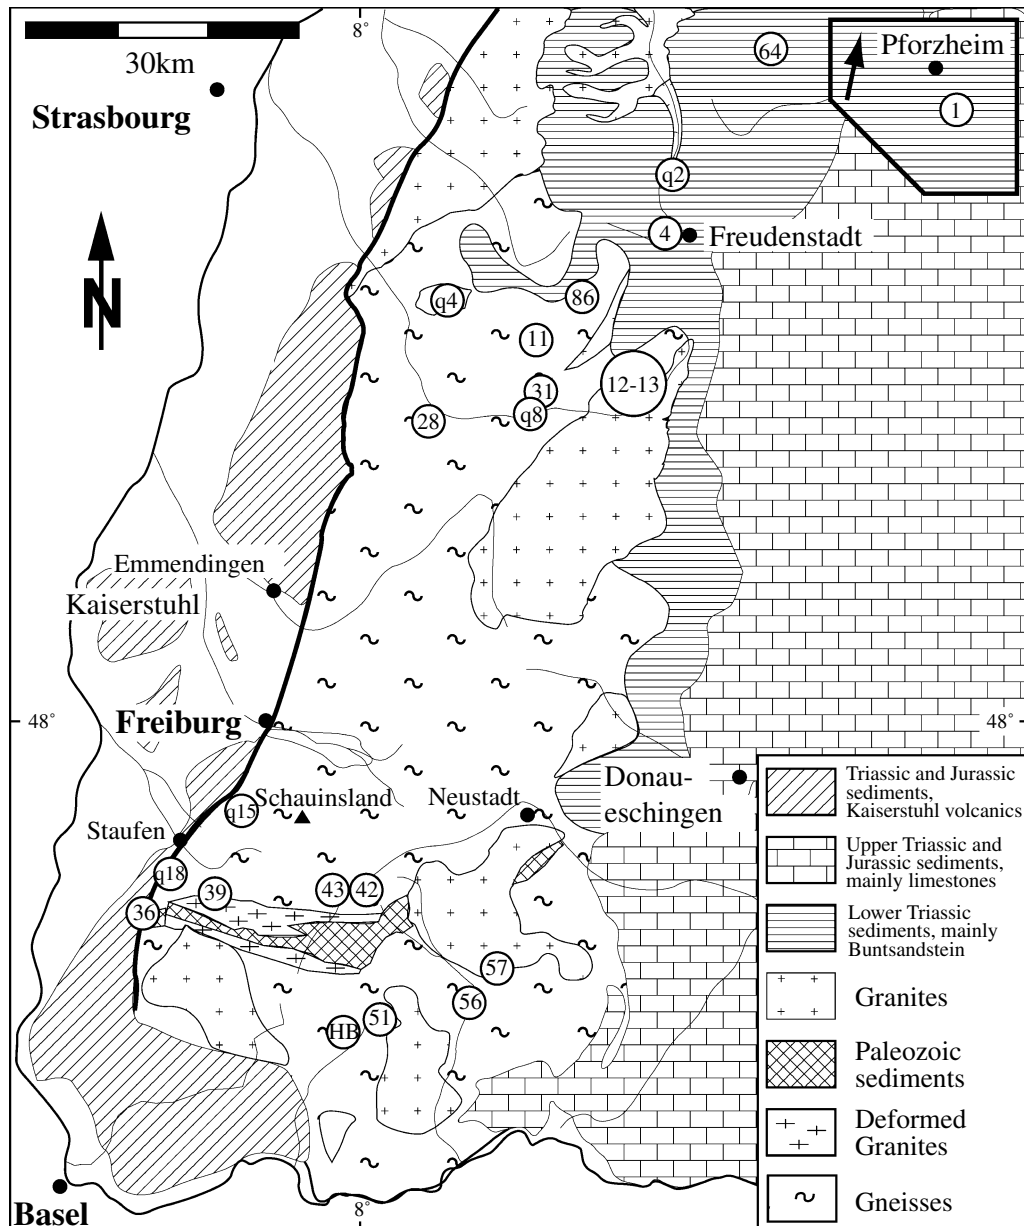 8°
30km
Strasbourg
64
Pforzheim
1
q2
4
Freudenstadt
N
q4
86
11
12-13
31
q8
28
Emmendingen
Kaiserstuhl
48°
Freiburg
48°
Donau-
eschingen
Schauinsland
Neustadt
q15
Staufen
q18
39
43
42
36
57
56
51
HB
Basel
8°
Triassic and Jurassic
sediments,
Kaiserstuhl volcanics
Upper Triassic and
Jurassic sediments,
mainly limestones
Lower Triassic
sediments, mainly
Buntsandstein
Granites
Paleozoic
sediments
Deformed
Granites
Gneisses